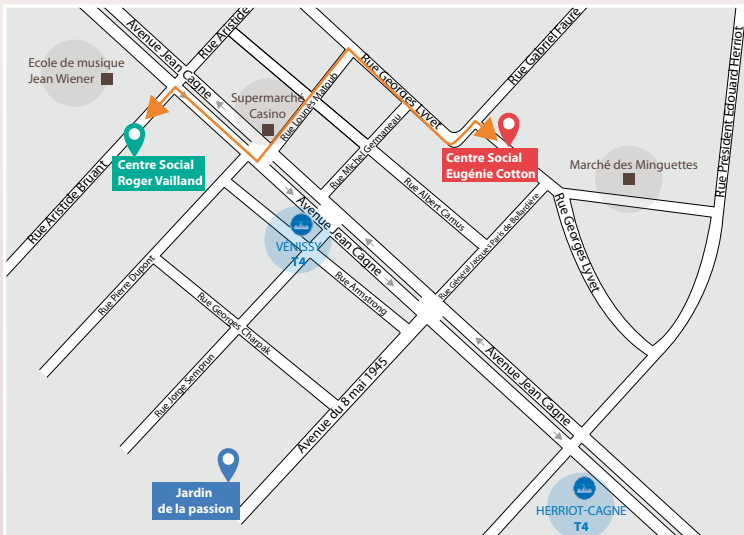 Avenue Jean Cagne
Rue Aristide
Rue Georges Lyvet
Rue Gabriel Faure
Rue Président Edouard Herriot
Ecole de musique
Jean Wiener
Supermarché
Casino
Rue Lounès Matoub
Centre Social
Roger Vailland
Centre Social
Eugénie Cotton
Marché des Minguettes
Rue Michel Germaneau
Rue Albert Camus
Rue Aristide Bruant
Avenue Jean Cagne
VENISSY
T4
Rue Général Jacques Paris de Bollardière
Rue Georges Lyvet
Rue Pierre Dupont
Rue Armstrong
Rue Georges Charpak
Rue Jorge Semprun
Avenue du 8 mai 1945
Avenue Jean Cagne
Jardin
de la passion
HERRIOT-CAGNE
T4